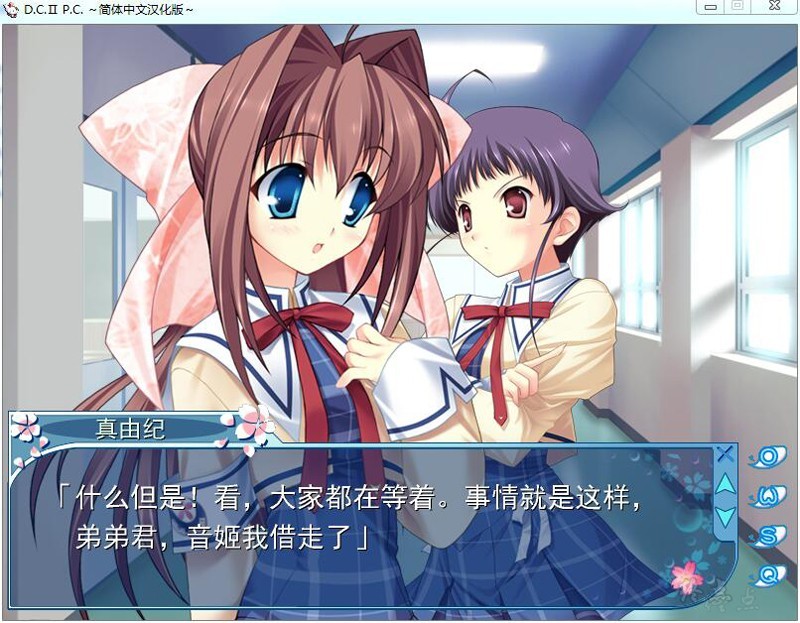 D.C.II P.C. ~简体中文汉化版~
真由纪
「什么但是！看，大家都在等着。事情就是这样，
弟弟君，音姬我借走了」
O
W
S
Q